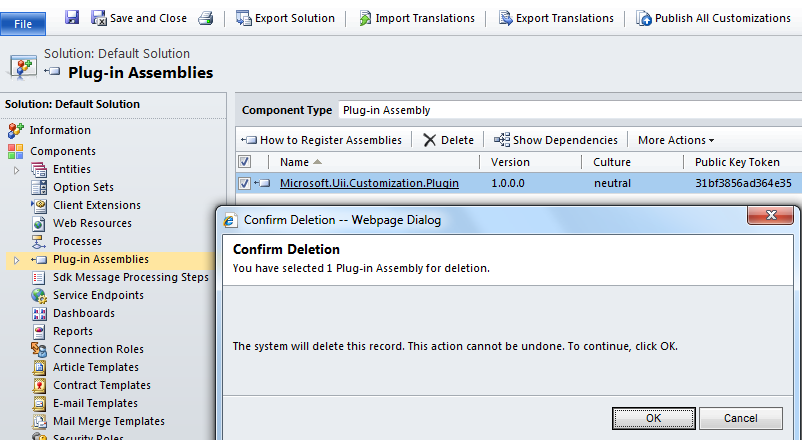 File
Save and Close
Export Solution
Import Translations
Export Translations
Publish All Customizations
Solution: Default Solution
Plug-in Assemblies
Solution: Default Solution
Information
Components
Entities
Option Sets
Client Extensions
Web Resources
Processes
Plug-in Assemblies
Sdk Message Processing Steps
Service Endpoints
Dashboards
Reports
Connection Roles
Article Templates
Contract Templates
E-mail Templates
Mail Merge Templates
Security Roles
Component Type Plug-in Assembly
How to Register Assemblies Delete Show Dependencies More Actions
Name Version Culture Public Key Token
Microsoft.Uii.Customization.Plugin 1.0.0.0 neutral 31bf3856ad364e35
Confirm Deletion -- Webpage Dialog
Confirm Deletion
You have selected 1 Plug-in Assembly for deletion.
The system will delete this record. This action cannot be undone. To continue, click OK.
OK Cancel